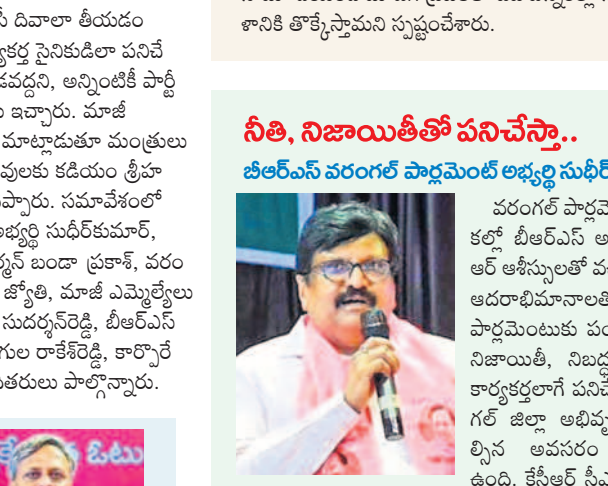 సీ దివాలా తీయడం
్యకర్త సైనికుడిలా పనిచే
డవద్దని, అన్నింటికీ పార్టీ
ు ఇచ్చారు. మాజీ
మాట్లాడుతూ మంత్రులు
వులకు కడియం శ్రీహ
ప్పారు. సమావేశంలో
అభ్యర్థి సుధీర్‌కుమార్,
ర్మన్ బండా ప్రకాశ్, వరం
జ్యోతి, మాజీ ఎమ్మెల్యేలు
సుదర్శన్‌రెడ్డి, బీఆర్ఎస్
గుల రాకేశ్‌రెడ్డి, కార్పొరే
ితరులు పాల్గొన్నారు.
కే ఓటు
ళానికి తొక్కేస్తామని స్పష్టంచేశారు.
నీతి, నిజాయితీతో పనిచేస్తా..
బీఆర్ఎస్ వరంగల్ పార్లమెంట్ అభ్యర్థి సుధీర్
వరంగల్ పార్లమె
కల్లో బీఆర్ఎస్ అ
ఆర్ ఆశీస్సులతో వ
ఆదరాభిమానాలతో
పార్లమెంటుకు పం
నిజాయితీ, నిబద్ధ
కార్యకర్తలాగే పనిచే
గల్ జిల్లా అభివృ
ల్సిన అవసరం
ఉంది. కేసీఆర్ సీఎ